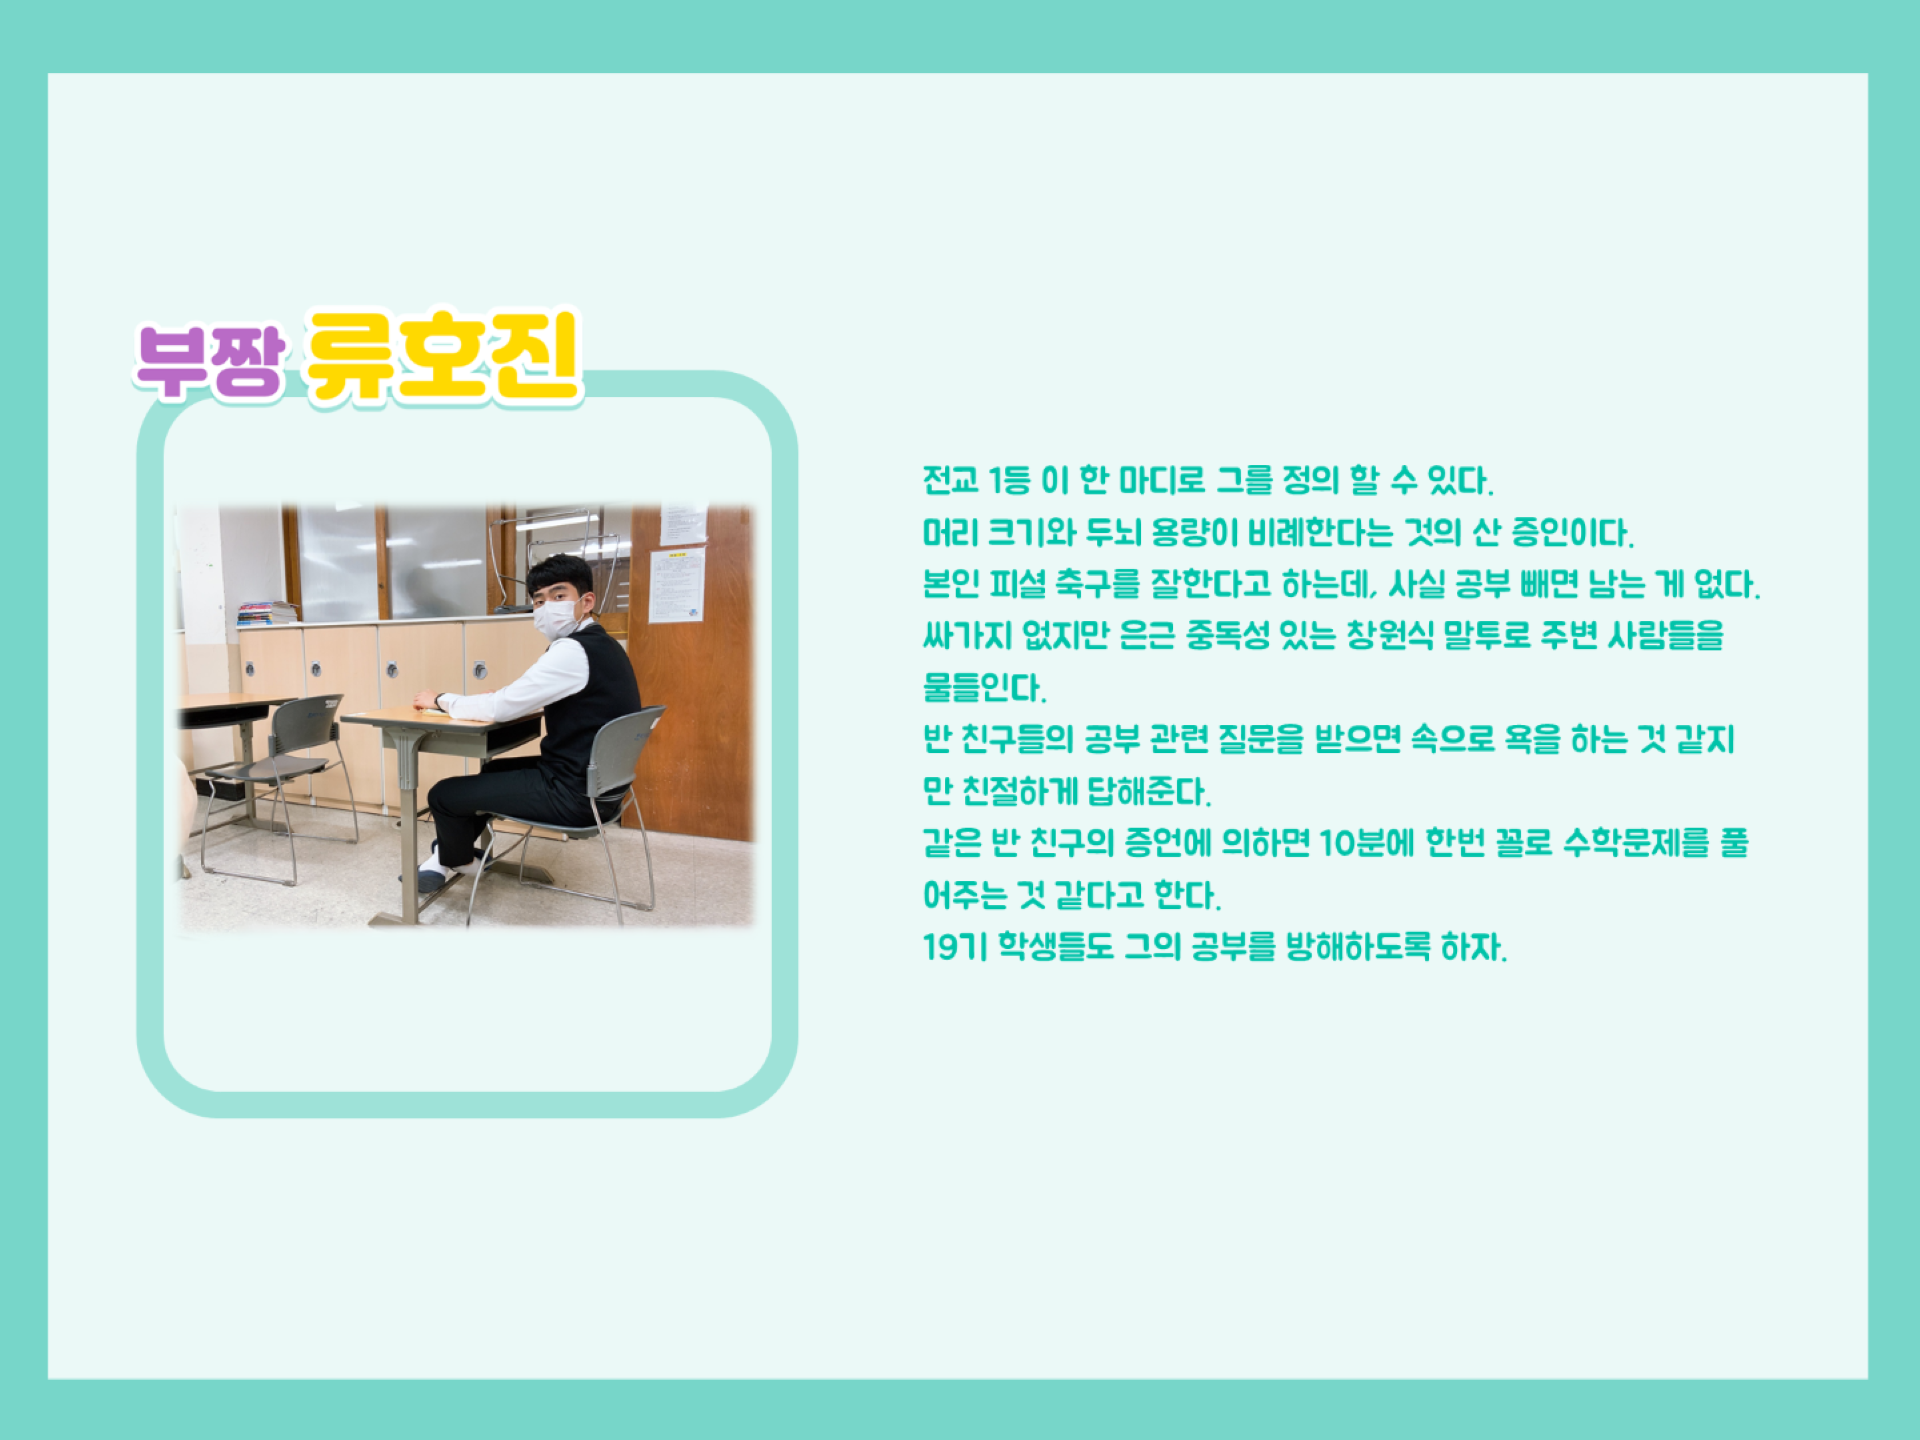 부짱 류호진
전교 1등 이 한 마디로 그를 정의 할 수 있다.
머리 크기와 두뇌 용량이 비례한다는 것의 산 증인이다.
본인 피셜 축구를 잘한다고 하는데, 사실 공부 빼면 남는 게 없다.
싸가지 없지만 은근 중독성 있는 창원식 말투로 주변 사람들을
물들인다.
반 친구들의 공부 관련 질문을 받으면 속으로 욕을 하는 것 같지
만 친절하게 답해준다.
같은 반 친구의 증언에 의하면 10분에 한번 꼴로 수학문제를 풀
어주는 것 같다고 한다.
19기 학생들도 그의 공부를 방해하도록 하자.